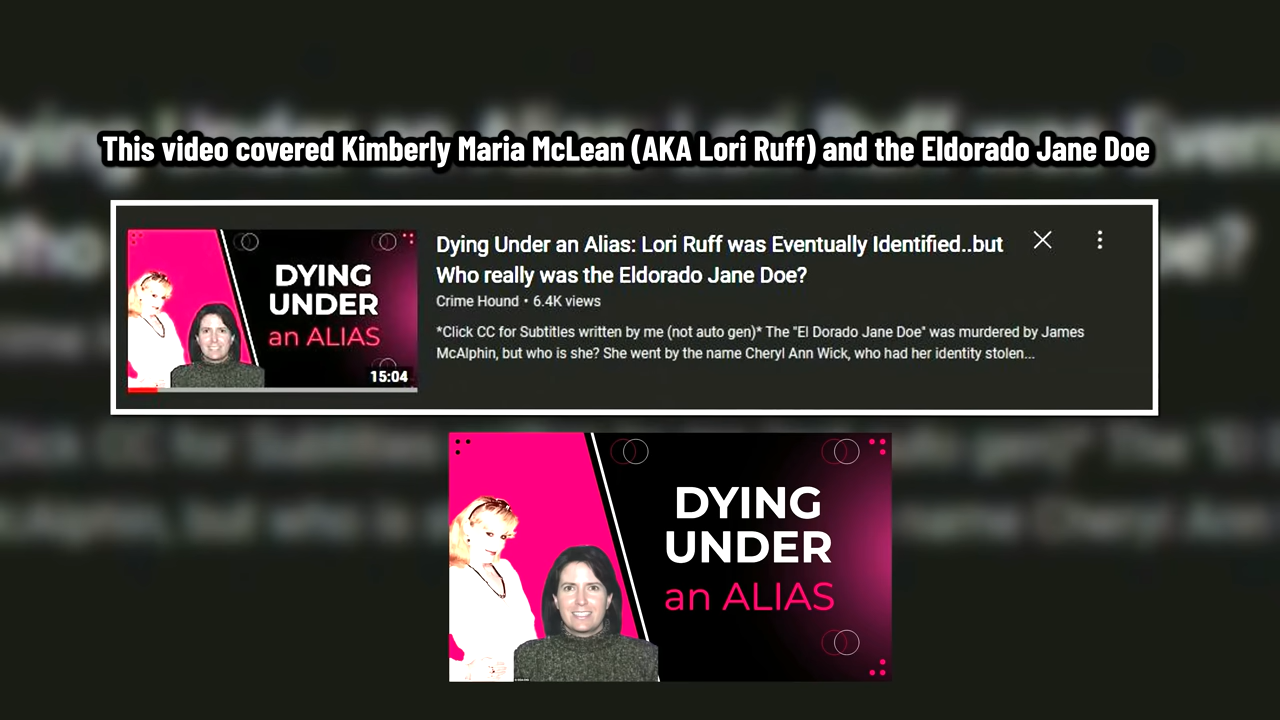 This video covered Kimberly Maria McLean (AKA Lori Ruff) and the Eldorado Jane Doe
DYING
UNDER
an ALIAS
15:04
Dying Under an Alias: Lori Ruff was Eventually Identified..but
Who really was the Eldorado Jane Doe?
Crime Hound • 6.4K views
*Click CC for Subtitles written by me (not auto gen)* The "El Dorado Jane Doe" was murdered by James
McAlphin, but who is she? She went by the name Cheryl Ann Wick, who had her identity stolen...
DYING
UNDER
an ALIAS